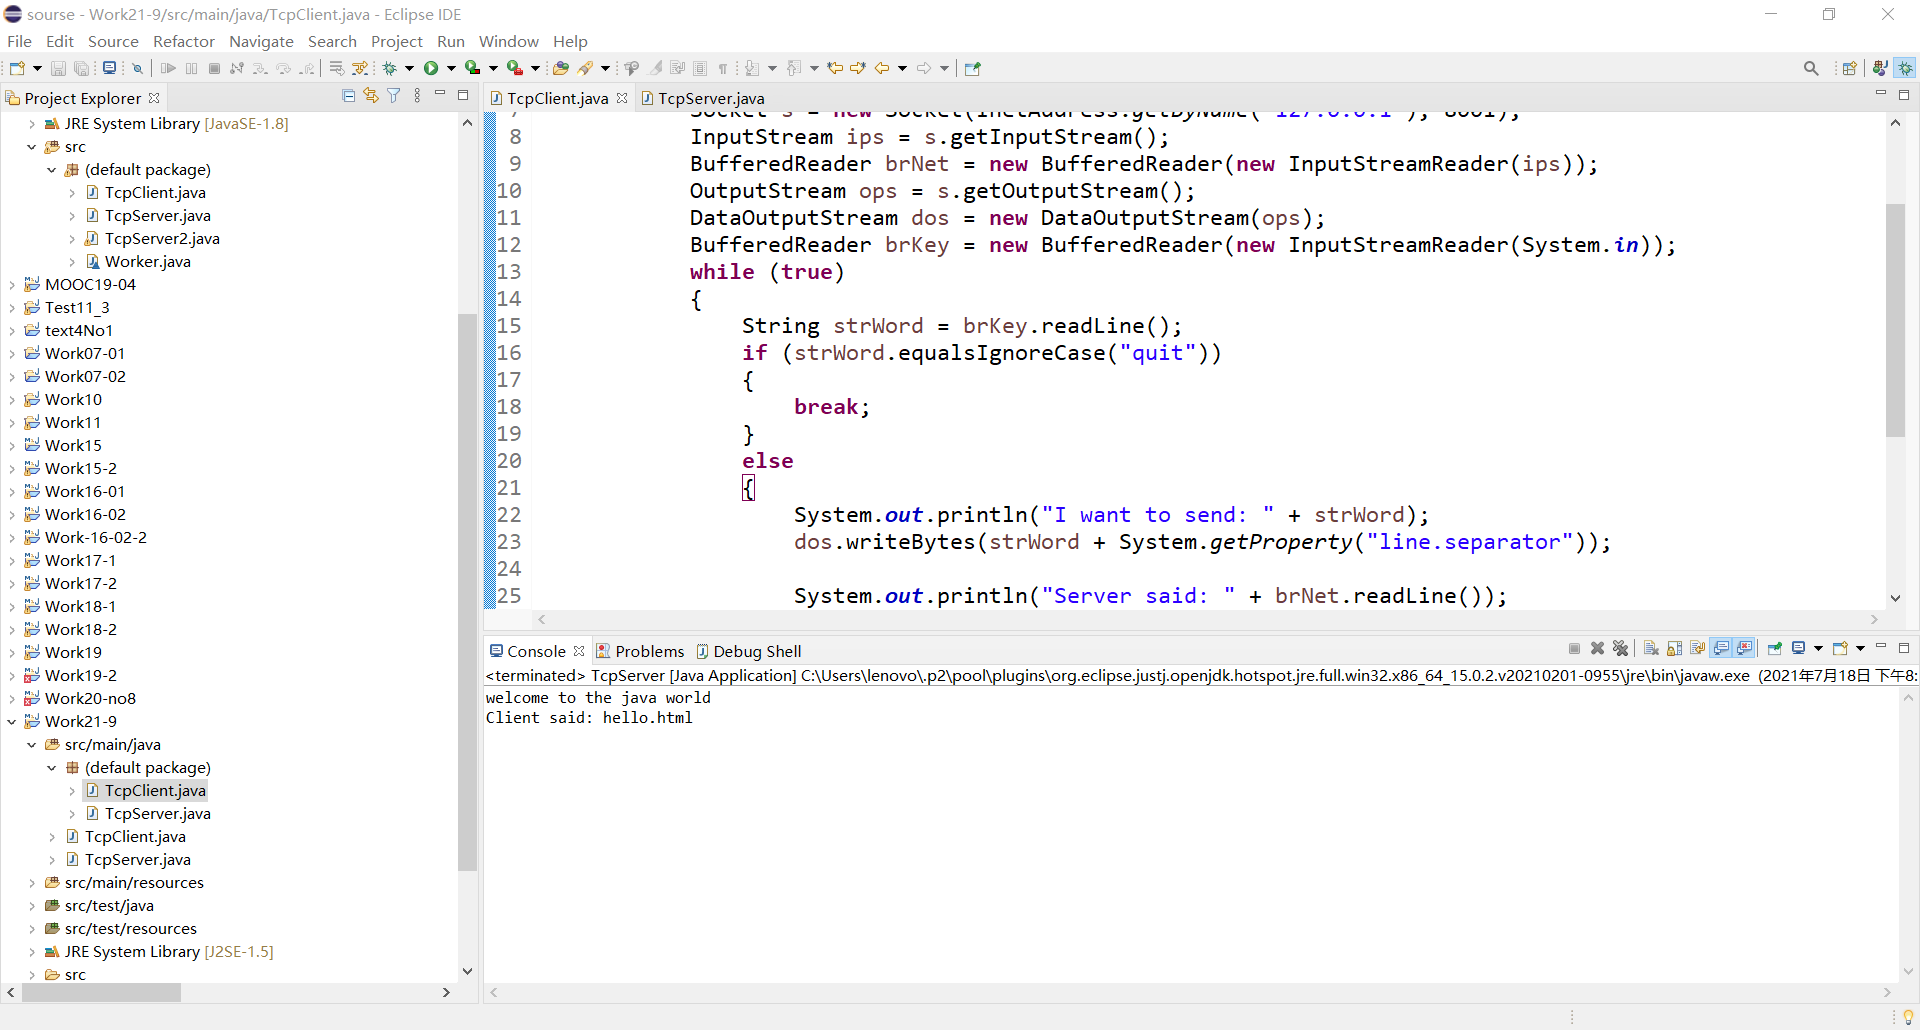 sourse - Work21-9/src/main/java/TcpClient.java - Eclipse IDE
File Edit Source Refactor Navigate Search Project Run Window Help
Project Explorer
JRE System Library [JavaSE-1.8]
src
(default package)
TcpClient.java
TcpServer.java
TcpServer2.java
Worker.java
MOOC19-04
Test11_3
text4No1
Work07-01
Work07-02
Work10
Work11
Work15
Work15-2
Work16-01
Work16-02
Work-16-02-2
Work17-1
Work17-2
Work18-1
Work18-2
Work19
Work19-2
Work20-no8
Work21-9
src/main/java
(default package)
TcpClient.java
TcpServer.java
TcpClient.java
TcpServer.java
src/main/resources
src/test/java
src/test/resources
JRE System Library [J2SE-1.5]
src
TcpClient.java TcpServer.java
7 Socket s = new Socket(InetAddress.getByName("127.0.0.1"), 8001);
8 InputStream ips = s.getInputStream();
9 BufferedReader brNet = new BufferedReader(new InputStreamReader(ips));
10 OutputStream ops = s.getOutputStream();
11 DataOutputStream dos = new DataOutputStream(ops);
12 BufferedReader brKey = new BufferedReader(new InputStreamReader(System.in));
13 while (true)
14 {
15 String strWord = brKey.readLine();
16 if (strWord.equalsIgnoreCase("quit"))
17 {
18 break;
19 }
20 else
21 {
22 System.out.println("I want to send: " + strWord);
23 dos.writeBytes(strWord + System.getProperty("line.separator"));
24
25 System.out.println("Server said: " + brNet.readLine());
Console Problems Debug Shell
<terminated> TcpServer [Java Application] C:\Users\lenovo\.p2\pool\plugins\org.eclipse.justj.openjdk.hotspot.jre.full.win32.x86_64_15.0.2.v20210201-0955\jre\bin\javaw.exe (2021年7月18日 下午8:
welcome to the java world
Client said: hello.html